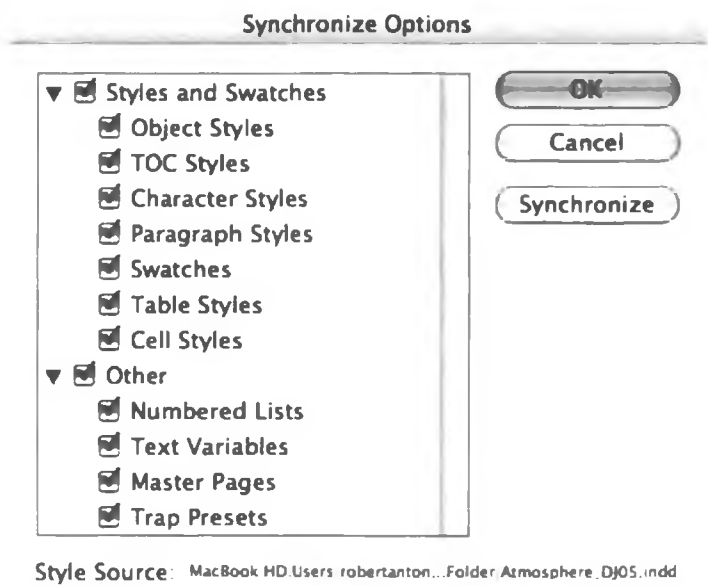 Synchronize Options
Styles and Swatches
Object Styles
TOC Styles
Character Styles
Paragraph Styles
Swatches
Table Styles
Cell Styles
Other
Numbered Lists
Text Variables
Master Pages
Trap Presets
OK
Cancel
Synchronize
Style Source: MacBook HD:Users robertanton...Folder Atmosphere_DJ05.indd